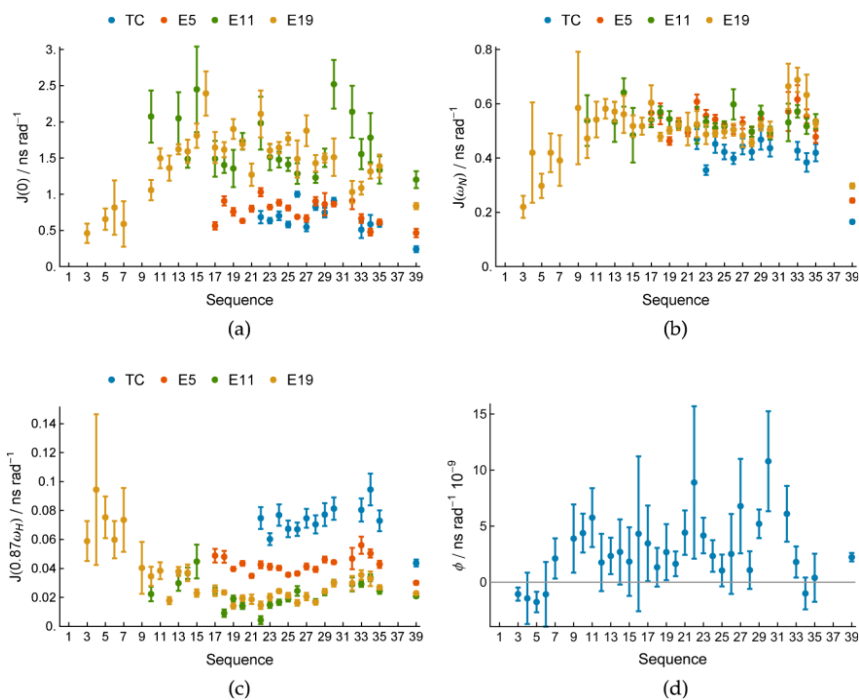 TC E5 E11 E19
J(0) / ns rad⁻¹
3.
2.5
2.
1.5
1.
0.5
0.
1 3 5 7 9 11 13 15 17 19 21 23 25 27 29 31 33 35 37 39
Sequence
(a)
TC E5 E11 E19
J(ωN) / ns rad⁻¹
0.8
0.6
0.4
0.2
0.
1 3 5 7 9 11 13 15 17 19 21 23 25 27 29 31 33 35 37 39
Sequence
(b)
TC E5 E11 E19
J(0.87ωH) / ns rad⁻¹
0.14
0.12
0.1
0.08
0.06
0.04
0.02
0.
1 3 5 7 9 11 13 15 17 19 21 23 25 27 29 31 33 35 37 39
Sequence
(c)
ϕ / ns rad⁻¹ 10⁻⁹
15
10
5
0
1 3 5 7 9 11 13 15 17 19 21 23 25 27 29 31 33 35 37 39
Sequence
(d)